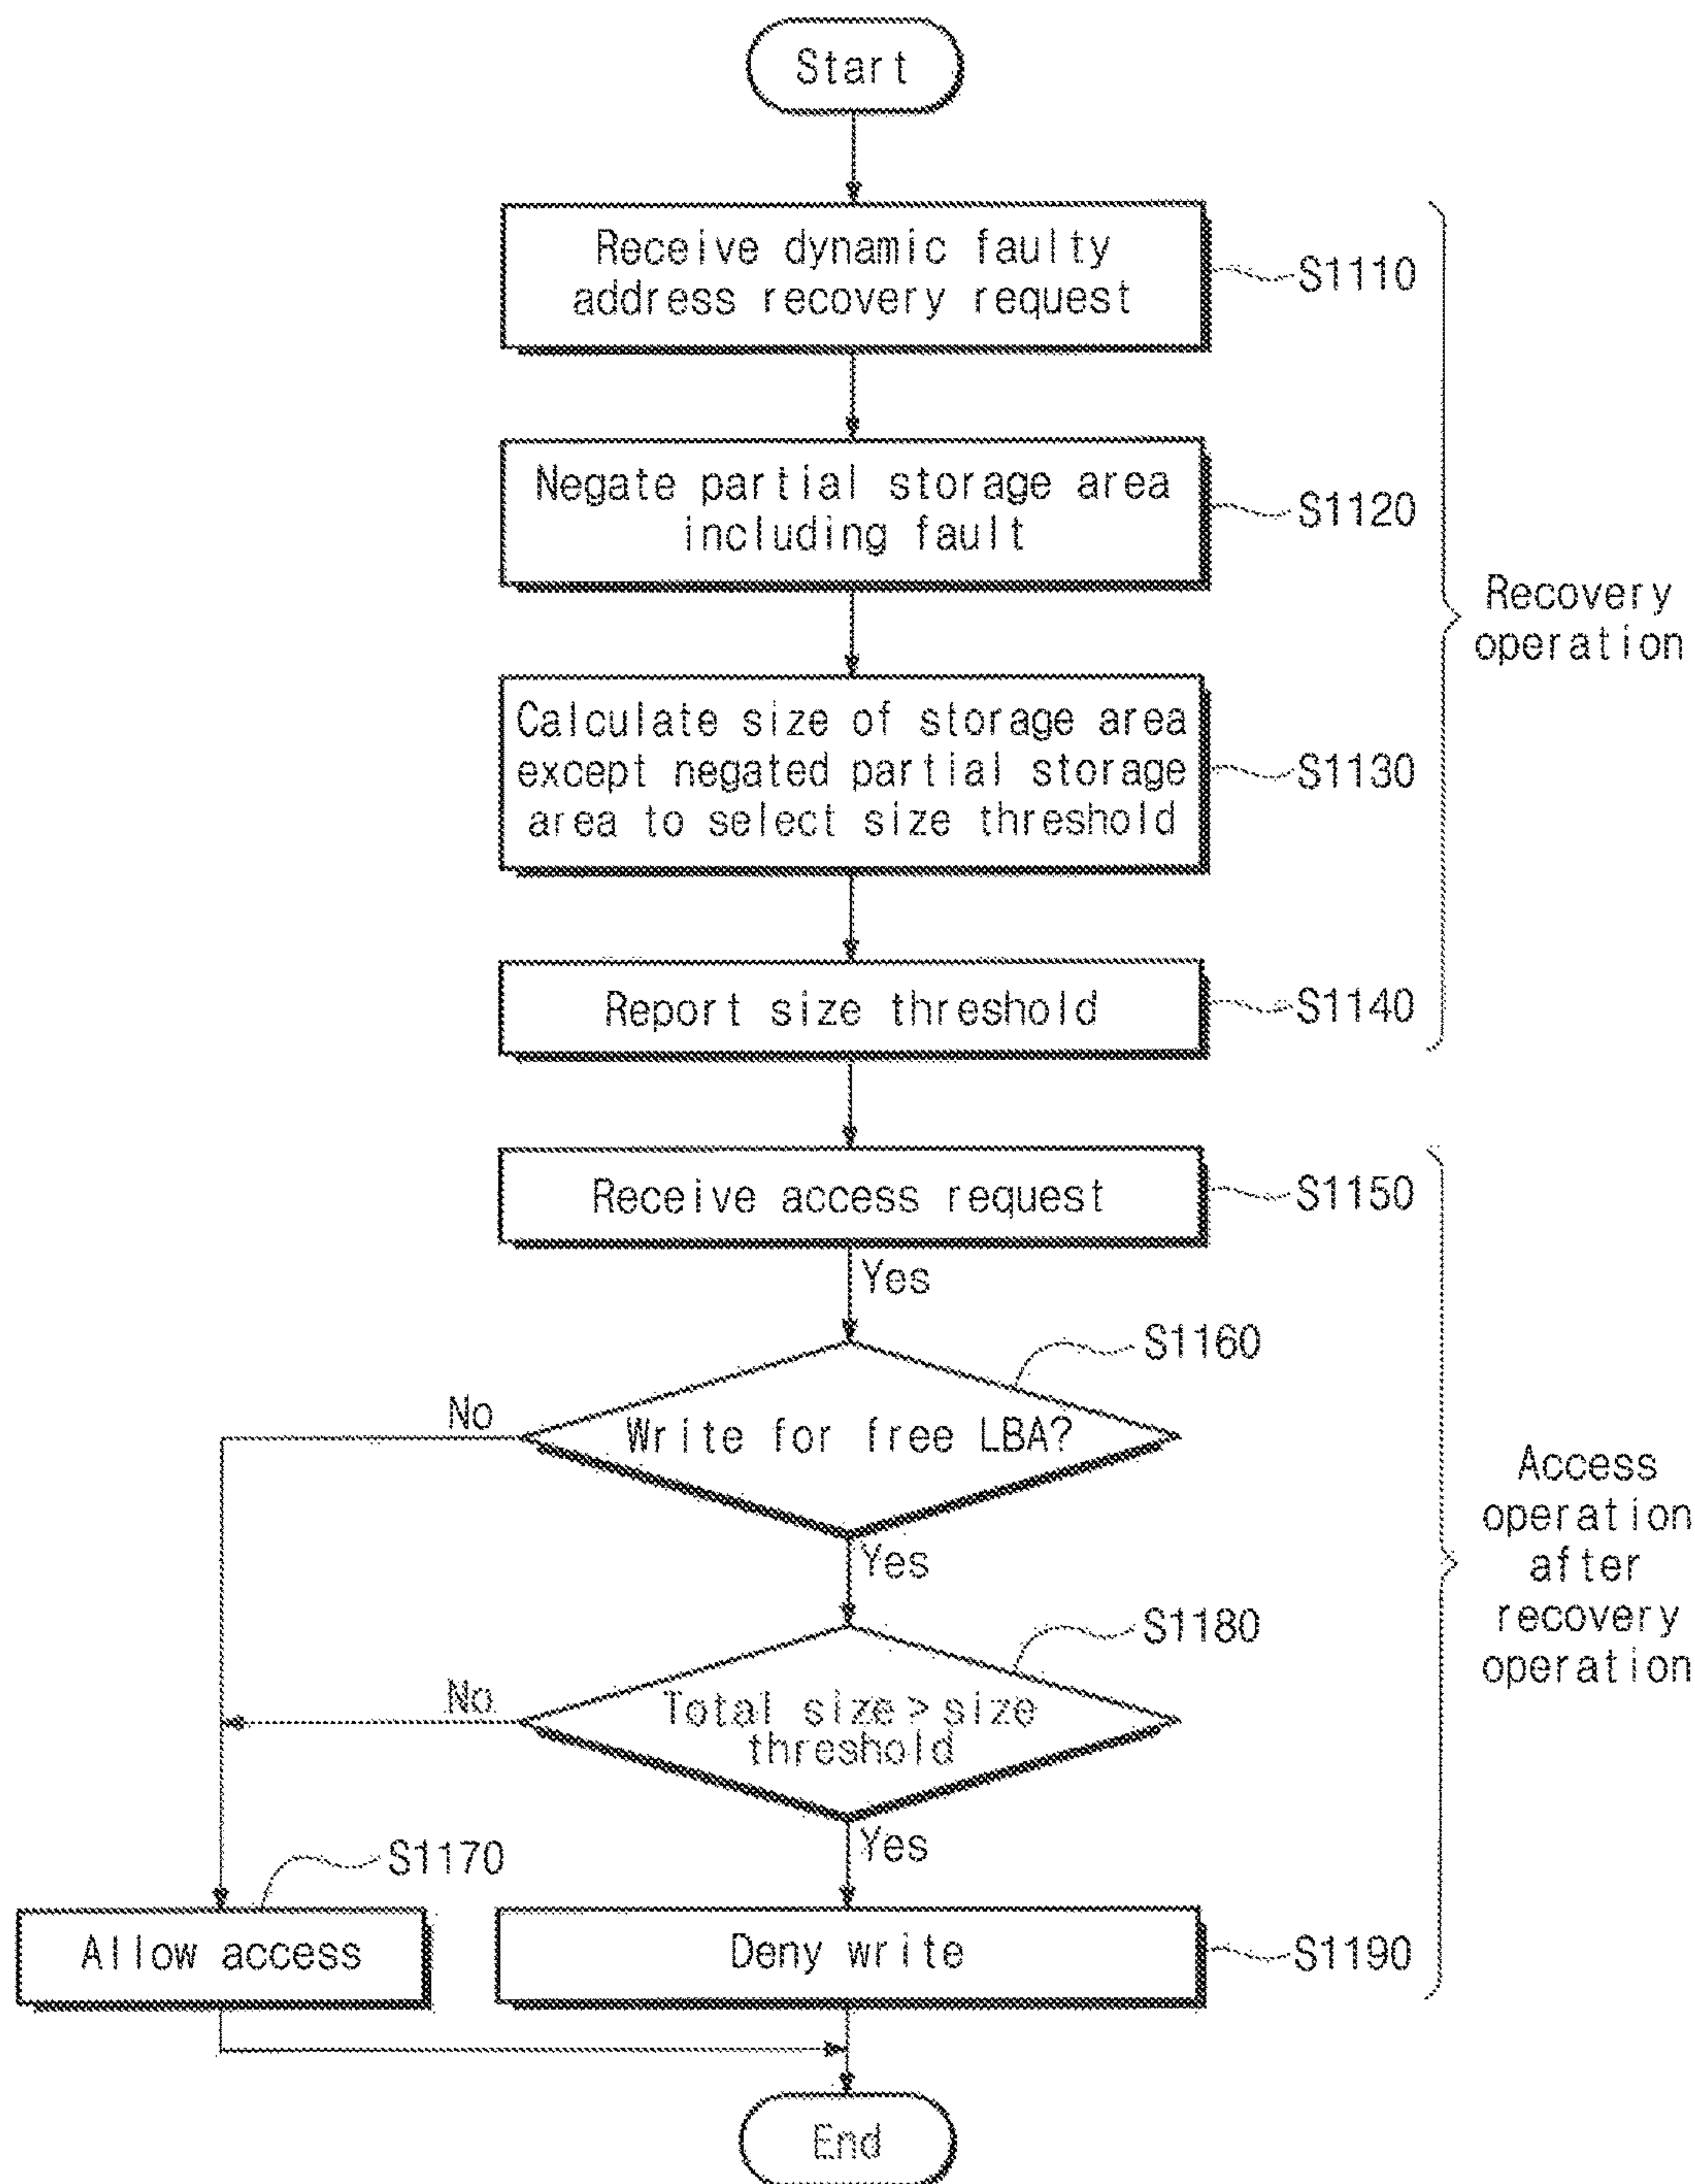 Start
Receive dynamic faulty
address recovery request
S1110
Negate partial storage area
including fault
S1120
Recovery
operation
Calculate size of storage area
except negated partial storage
area to select size threshold
S1130
Report size threshold
S1140
Receive access request
S1150
Yes
S1160
No
Write for free LBA?
Yes
Access
operation
after
recovery
operation
S1180
No
Total size > size
threshold
Yes
S1170
Allow access
Deny write
S1190
End